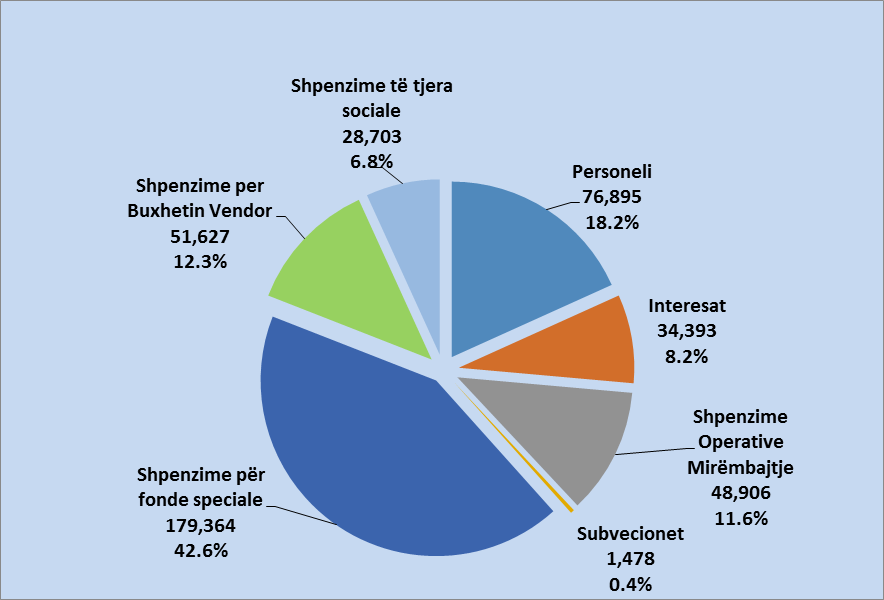 Shpenzime të tjera
sociale
28,703
6.8%
Personeli
76,895
18.2%
Shpenzime per
Buxhetin Vendor
51,627
12.3%
Interesat
34,393
8.2%
Shpenzime
Operative
Mirëmbajtje
48,906
11.6%
Shpenzime për
fonde speciale
179,364
42.6%
Subvecionet
1,478
0.4%